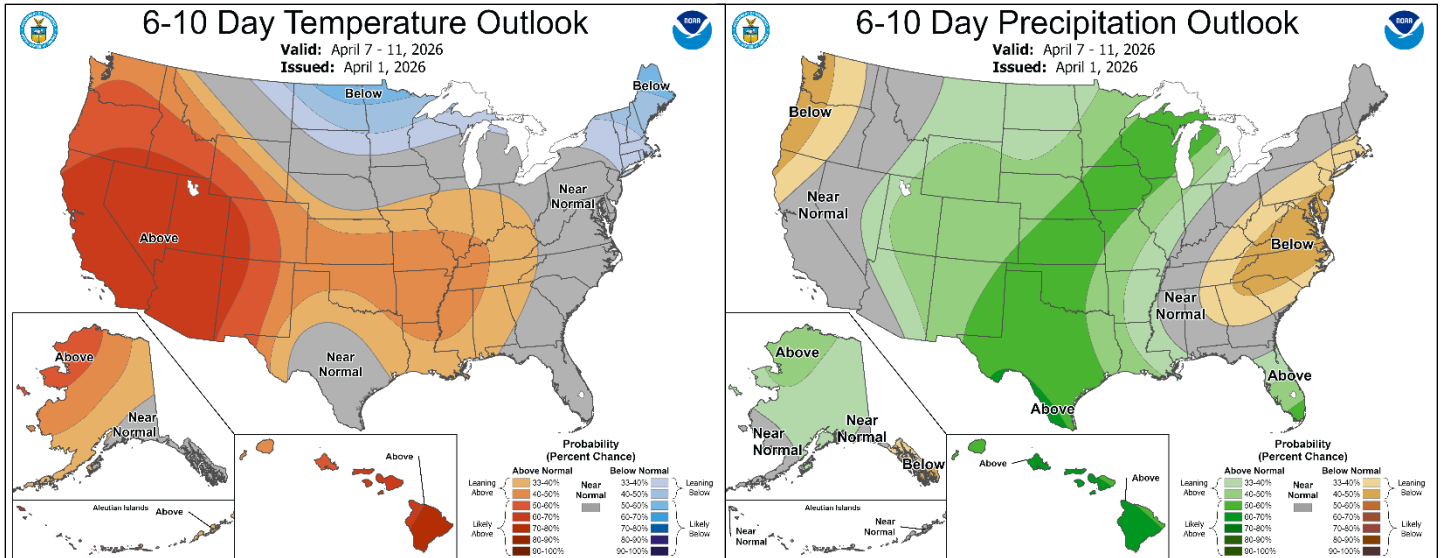 6-10 Day Temperature Outlook
Valid: April 7 - 11, 2026
Issued: April 1, 2026
NOAA
Below
Below
Above
Near
Normal
Near
Normal
Above
Near
Normal
Above
Aleutian Islands
Above
Probability
(Percent Chance)
Above Normal
Below Normal
Leaning
Above
Likely
Above
33-40%
40-50%
50-60%
60-70%
70-80%
80-90%
90-100%
Near
Normal
33-40%
40-50%
50-60%
60-70%
70-80%
80-90%
90-100%
Leaning
Below
Likely
Below
6-10 Day Precipitation Outlook
Valid: April 7 - 11, 2026
Issued: April 1, 2026
NOAA
Below
Near
Normal
Below
Near
Normal
Above
Above
Above
Near
Normal
Near
Normal
Below
Above
Aleutian Islands
Near
Normal
Near
Normal
Probability
(Percent Chance)
Above Normal
Below Normal
Leaning
Above
Likely
Above
33-40%
40-50%
50-60%
60-70%
70-80%
80-90%
90-100%
Near
Normal
33-40%
40-50%
50-60%
60-70%
70-80%
80-90%
90-100%
Leaning
Below
Likely
Below